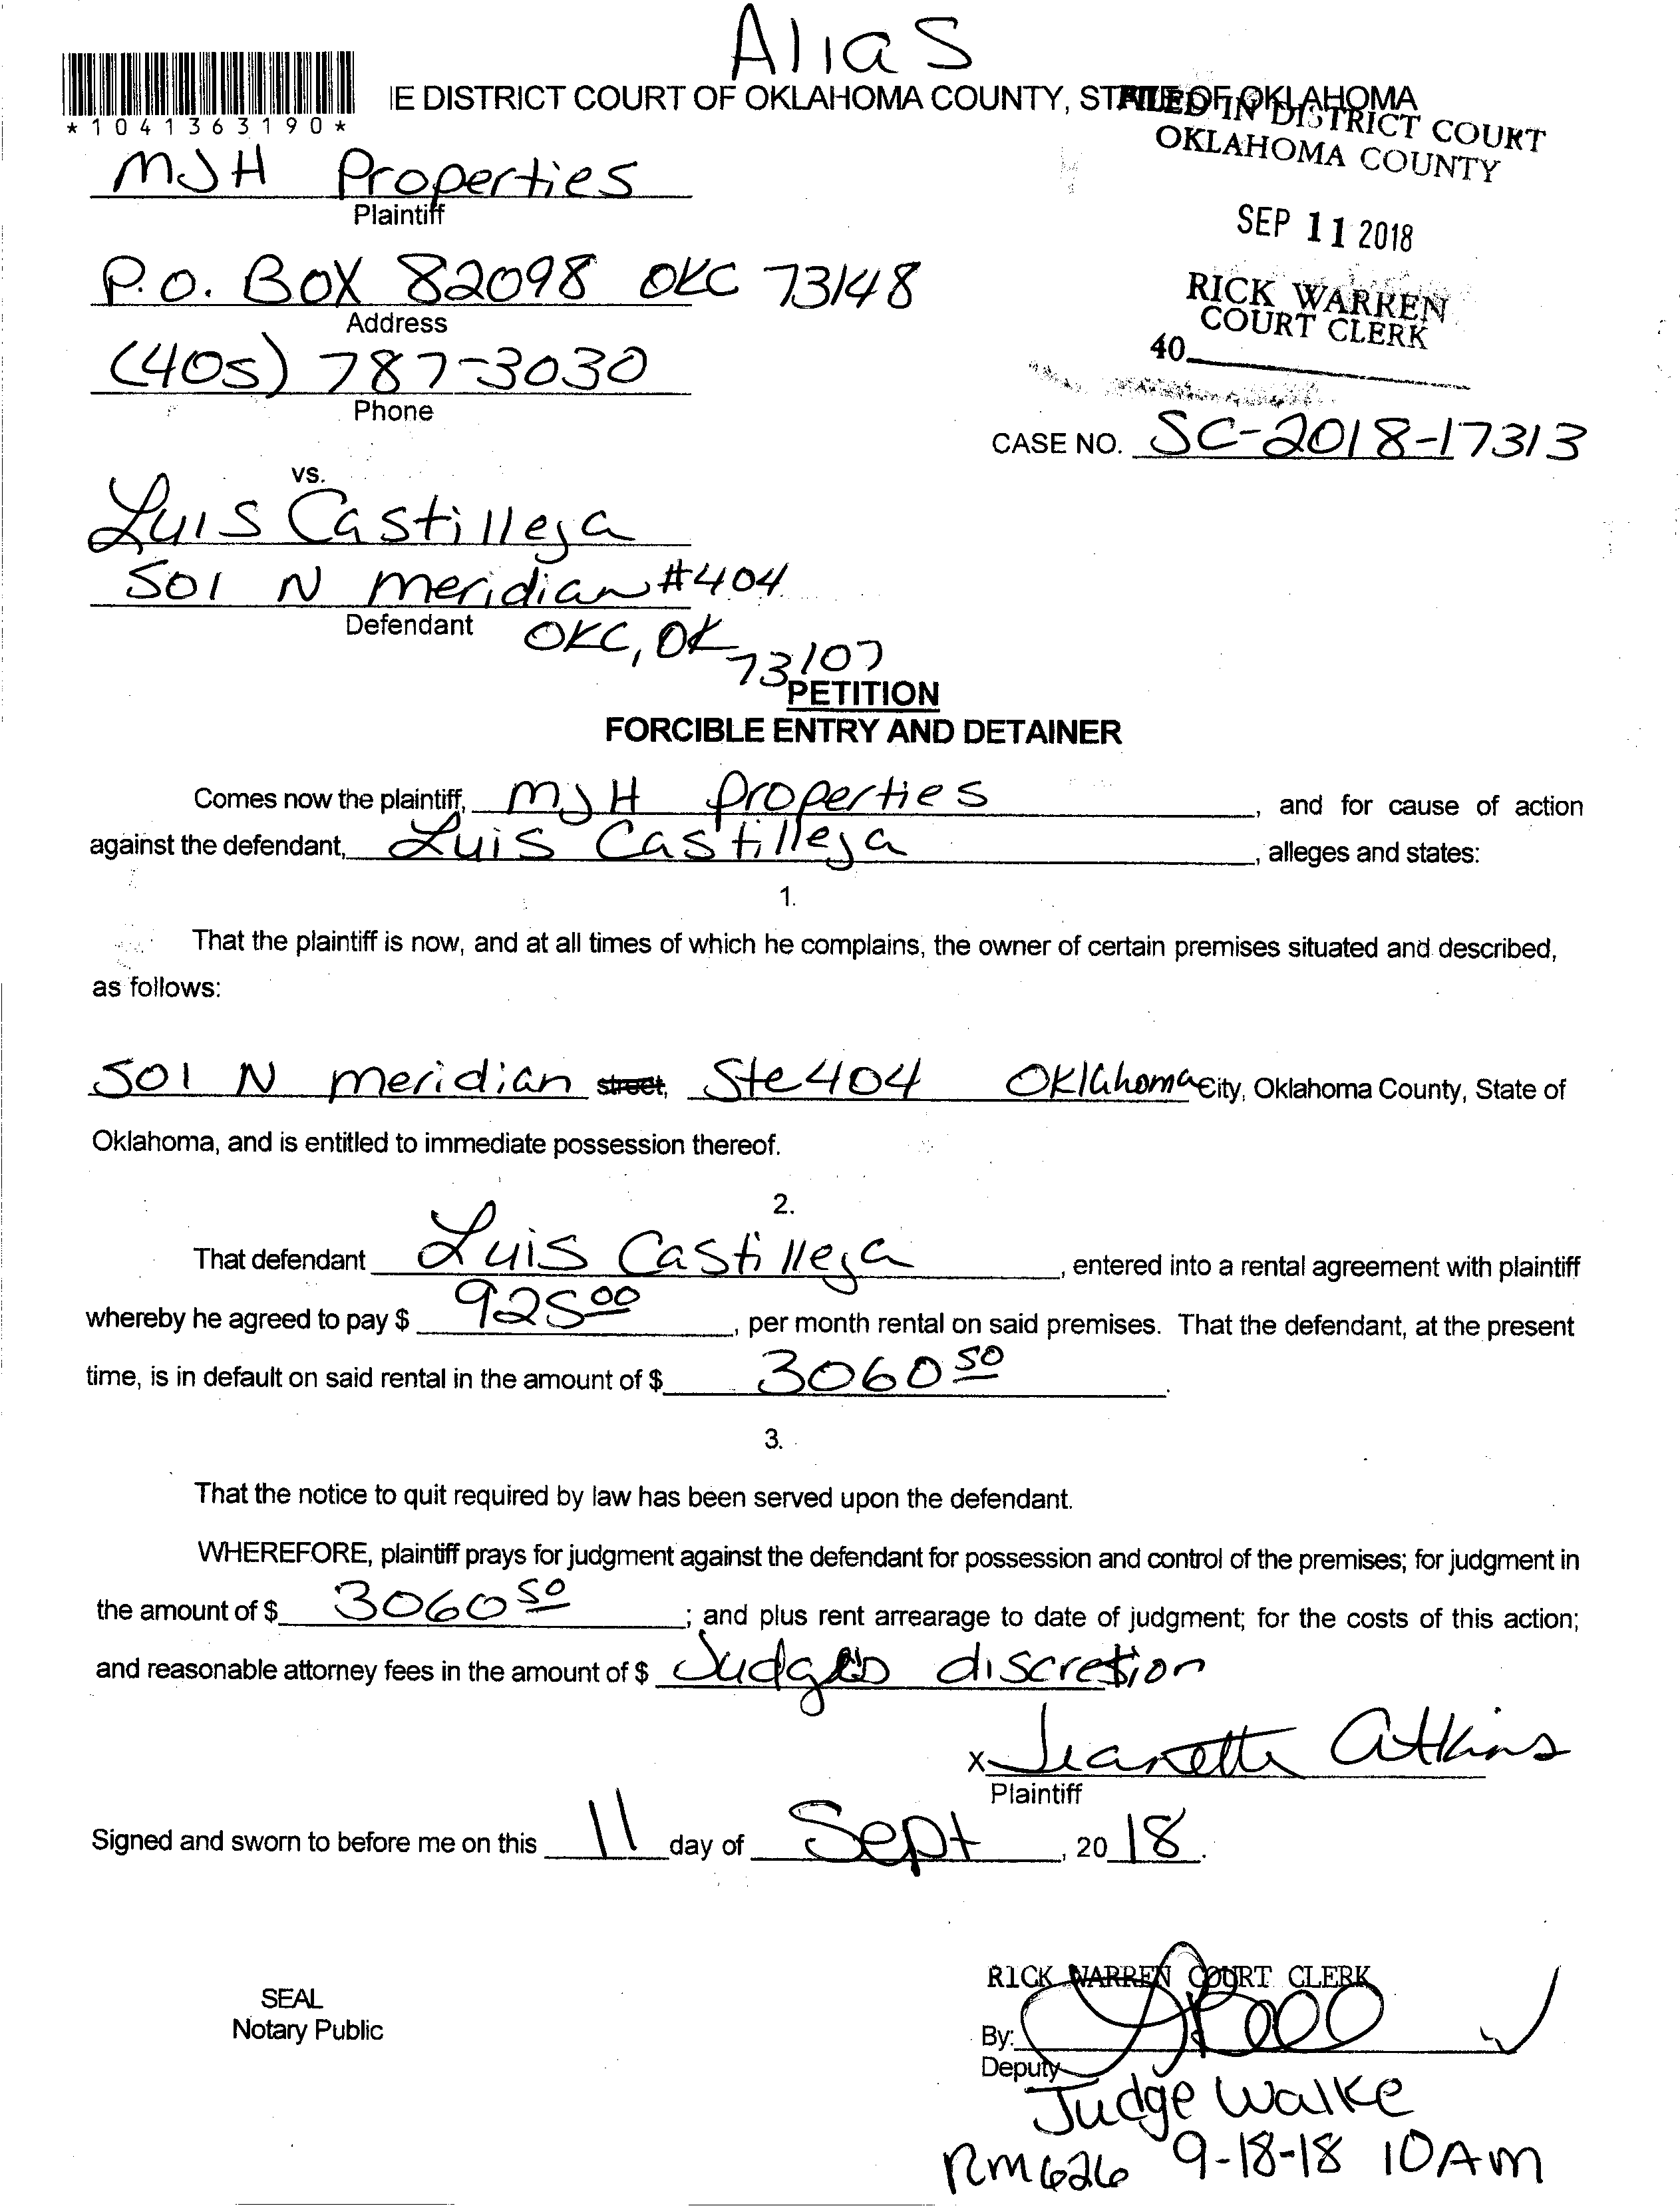 Alias
IE DISTRICT COURT OF OKLAHOMA COUNTY, STATE OF OKLAHOMA
*1041363190*
FILED IN DISTRICT COURT
OKLAHOMA COUNTY
MJH Properties
Plaintiff
SEP 11 2018
P.O. BOX 82098 OKC 73148
Address
RICK WARREN
COURT CLERK
40
(405) 787-3030
Phone
CASE NO. SC-2018-17313
vs.
Luis Castilleja
501 N meridian #404
Defendant
OKC, OK 73107
PETITION
FORCIBLE ENTRY AND DETAINER
Comes now the plaintiff, MJH Properties, and for cause of action
against the defendant, Luis Castilleja, alleges and states:
1.
That the plaintiff is now, and at all times of which he complains, the owner of certain premises situated and described,
as follows:
501 N meridian street, Ste 404 Oklahoma City, Oklahoma County, State of
Oklahoma, and is entitled to immediate possession thereof.
2.
That defendant Luis Castilleja, entered into a rental agreement with plaintiff
whereby he agreed to pay $ 925 00, per month rental on said premises. That the defendant, at the present
time, is in default on said rental in the amount of $ 3060 50.
3.
That the notice to quit required by law has been served upon the defendant.
WHEREFORE, plaintiff prays for judgment against the defendant for possession and control of the premises; for judgment in
the amount of $ 3060 50; and plus rent arrearage to date of judgment; for the costs of this action;
and reasonable attorney fees in the amount of $ Judges discretion
x Jeanette Atkins
Plaintiff
Signed and sworn to before me on this 11 day of Sept, 20 18.
RICK WARREN COURT CLERK
SEAL
Notary Public
By:
Deputy
Judge Walke
RM 626 9-18-18 10AM